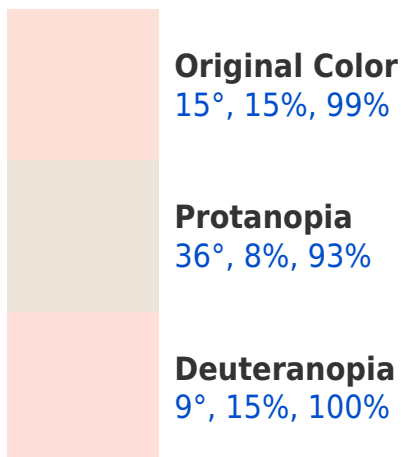 Original Color
15°, 15%, 99%
Protanopia
36°, 8%, 93%
Deuteranopia
9°, 15%, 100%